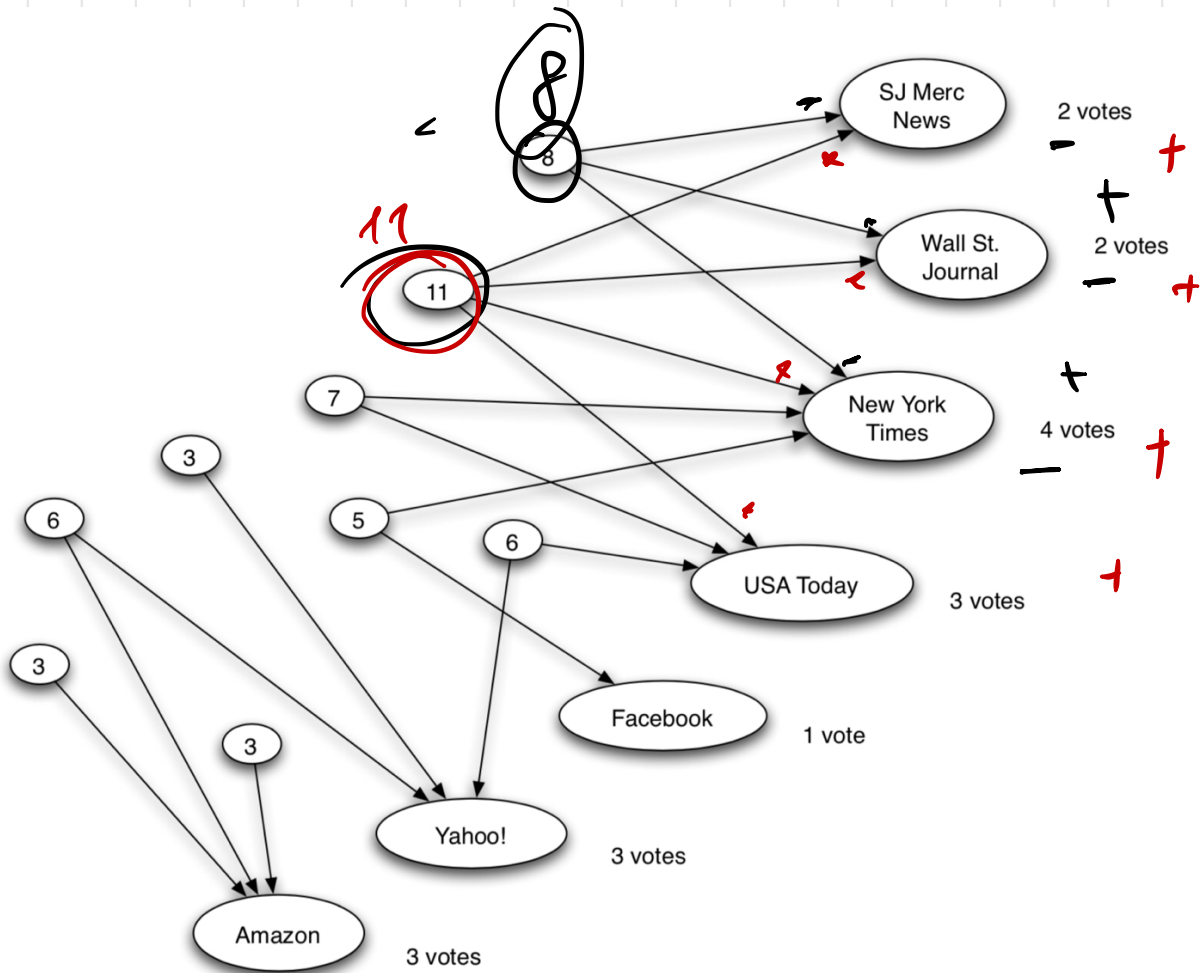 8
8
SJ Merc
News
2 votes
-
+
11
+
11
Wall St.
Journal
2 votes
-
+
7
New York
Times
+
4 votes
-
+
3
6
5
6
USA Today
3 votes
+
3
Facebook
1 vote
3
Yahoo!
3 votes
Amazon
3 votes